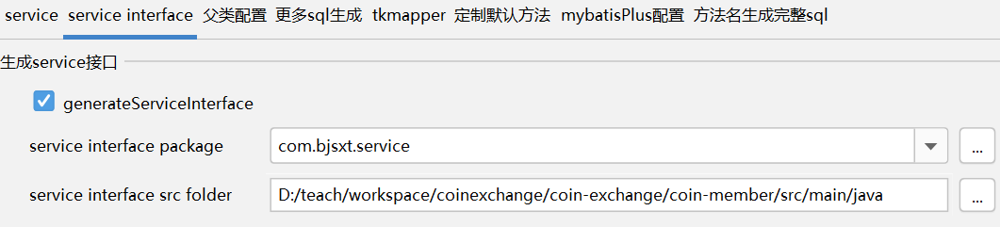 service service interface 父类配置 更多sql生成 tkmapper 定制默认方法 mybatisPlus配置 方法名生成完整sql
生成service接口
generateServiceInterface
service interface package com.bjsxt.service ...
service interface src folder D:/teach/workspace/coinexchange/coin-exchange/coin-member/src/main/java ...